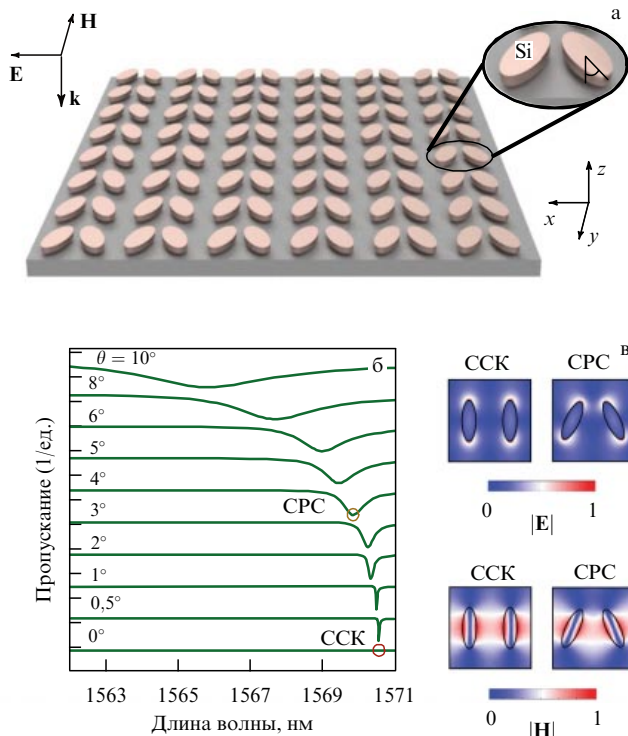 а
H
E
k
Si
z
x
y
θ = 10°
б
8°
6°
5°
4°
СРС
3°
2°
1°
0,5°
ССК
0°
Пропускание (1/ед.)
1563 1565 1567 1569 1571
Длина волны, нм
в
ССК СРС
0 1
|E|
ССК СРС
0 1
|H|